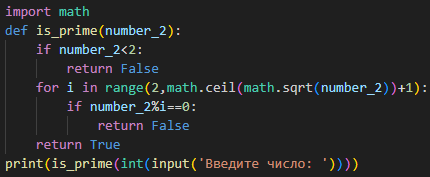 import math
def is_prime(number_2):
    if number_2<2:
        return False
    for i in range(2,math.ceil(math.sqrt(number_2))+1):
        if number_2%i==0:
            return False
    return True
print(is_prime(int(input('Введите число: '))))